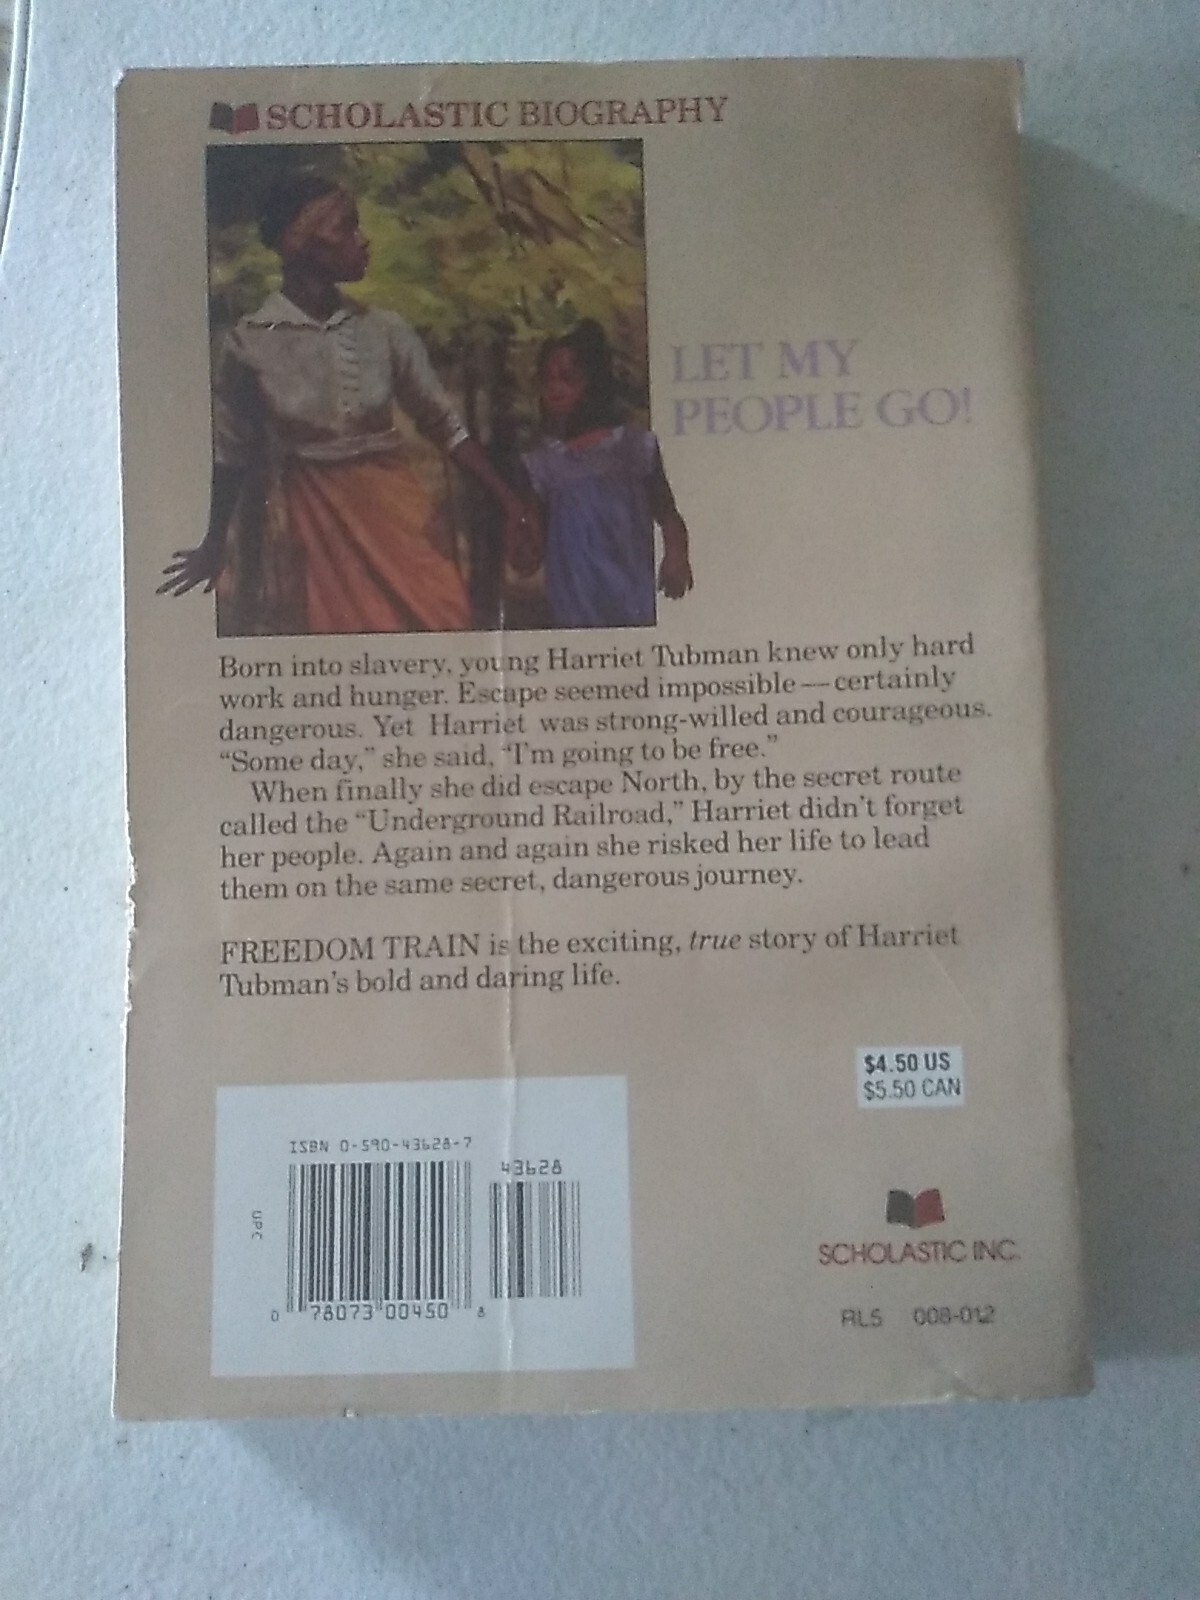 SCHOLASTIC BIOGRAPHY
LET MY
PEOPLE GO!
Born into slavery, young Harriet Tubman knew only hard
work and hunger. Escape seemed impossible—certainly
dangerous. Yet Harriet was strong-willed and courageous.
“Some day,” she said, “I'm going to be free.”
When finally she did escape North, by the secret route
called the “Underground Railroad,” Harriet didn't forget
her people. Again and again she risked her life to lead
them on the same secret, dangerous journey.
FREEDOM TRAIN is the exciting, true story of Harriet
Tubman's bold and daring life.
$4.50 US
$5.50 CAN
ISBN 0-590-43628-7
43628
UPC
0 78073 00450 8
SCHOLASTIC INC.
RL5 008-012